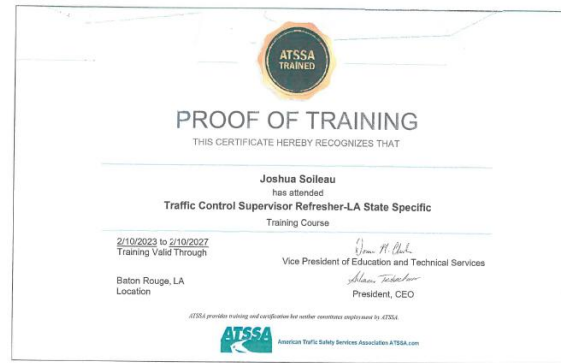 ATSSA
TRAINED
PROOF OF TRAINING
THIS CERTIFICATE HEREBY RECOGNIZES THAT
Joshua Soileau
has attended
Traffic Control Supervisor Refresher-LA State Specific
Training Course
2/10/2023 to 2/10/2027
Training Valid Through
Vice President of Education and Technical Services
Baton Rouge, LA
Location
President, CEO
ATSSA provides training and certification but neither constitutes employment by ATSSA.
ATSSA
American Traffic Safety Services Association-ATSSA.com